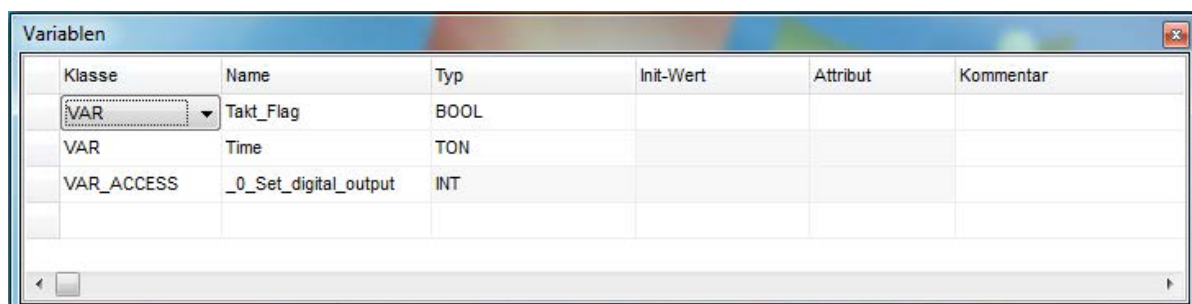 Variablen
Klasse Name Typ Init-Wert Attribut Kommentar
VAR Takt_Flag BOOL
VAR Time TON
VAR_ACCESS _0_Set_digital_output INT